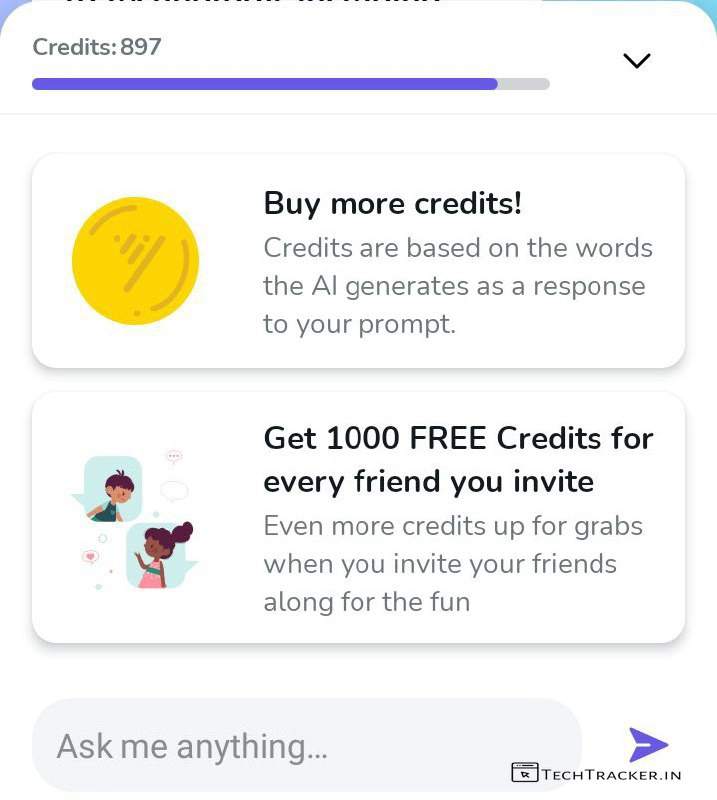 Credits: 897
Buy more credits!
Credits are based on the words
the AI generates as a response
to your prompt.
Get 1000 FREE Credits for
every friend you invite
Even more credits up for grabs
when you invite your friends
along for the fun
Ask me anything...
TECHTRACKER.IN